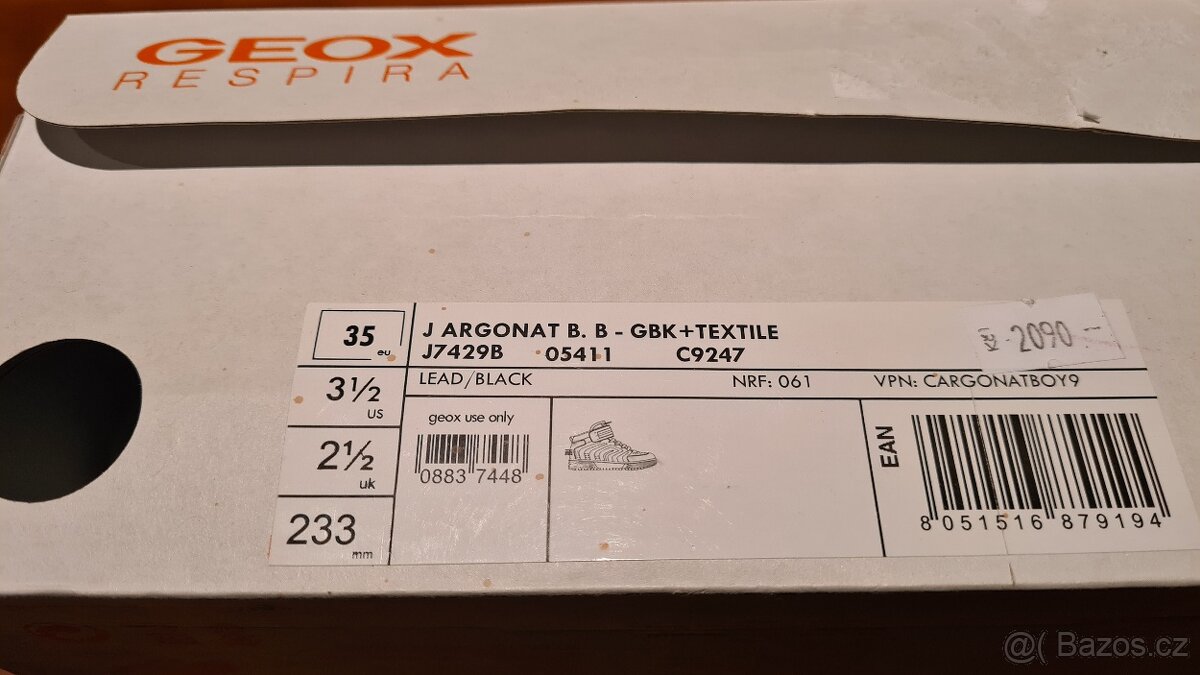 GEOX
RESPIRA
35 eu
J ARGONAT B. B - GBK+TEXTILE
J7429B 05411 C9247
2090
3½ US
LEAD/BLACK NRF: 061 VPN: CARGONATBOY9
2½ uk
geox use only
0883 7448
EAN
8 051516 879194
233 mm
@( Bazos.cz